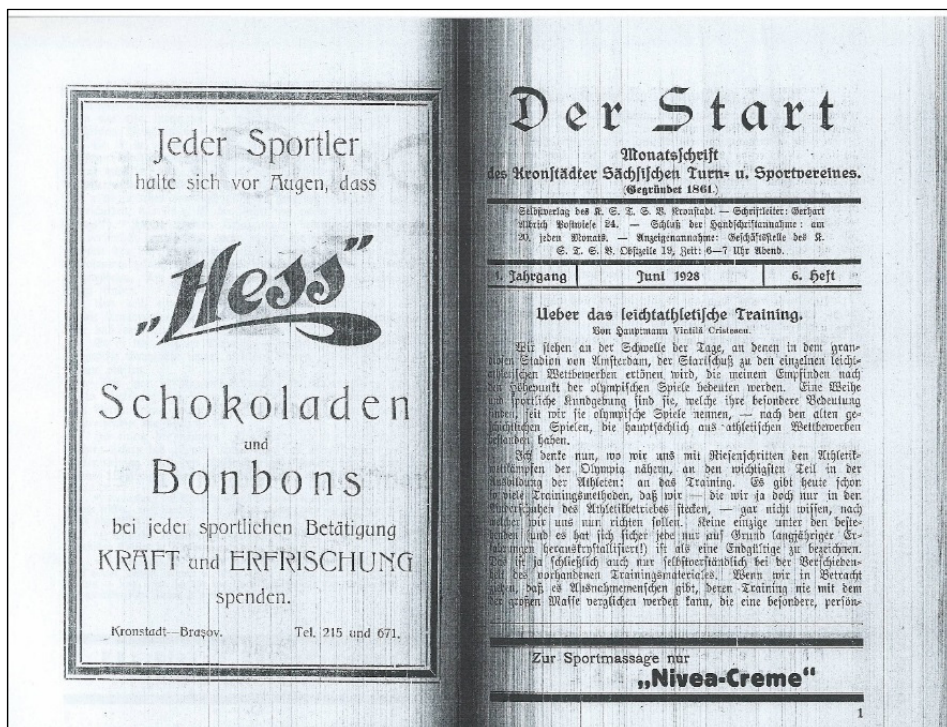 Jeder Sportler
halte sich vor Augen, dass
„Hess"
Schokoladen
und
Bonbons
bei jeder sportlichen Betätigung
KRAFT und ERFRISCHUNG
spenden.
Kronstadt—Braşov. Tel. 215 und 671.
Der Start
Monatsschrift
des Kronstädter Sächsischen Turn= u. Sportvereines.
(Gegründet 1861.)
Selbstverlag des K. S. T. S. V. Kronstadt. — Schriftleiter: Gerhart
Albrich Postwiese 24. — Schluß der Handschriftannahme: am
20. jeden Monats. — Anzeigenannahme: Geschäftsstelle des K.
S. T. S. V. Obstzeile 19, Zeit: 6—7 Uhr Abend.
Jahrgang Juni 1928 6. Heft
Ueber das leichtathletische Training.
Von Hauptmann Vintilă Cristescu.
Wir stehen an der Schwelle der Tage, an denen in dem gran-
Stadion von Amsterdam, der Startschuß zu den einzelnen leicht-
Wettbewerben ertönen wird, die meinem Empfinden nach
den Höhepunkt der olympischen Spiele bedeuten werden. Eine Weihe
und sportliche Kundgebung sind sie, welche ihre besondere Bedeutung
finden, seit wir sie olympische Spiele nennen, — nach den alten ge-
schichtlichen Spielen, die hauptsächlich aus athletischen Wettbewerben
bestanden haben.
Ich denke nun, wo wir uns mit Riesenschritten den Athletik-
wettkämpfen der Olympia nähern, an den wichtigsten Teil in der
Ausbildung der Athleten: an das Training. Es gibt heute schon
so viele Trainingsmethoden, daß wir — die wir ja doch nur in den
Kinderschuhen des Athletikbetriebes stecken, — gar nicht wissen, nach
welcher wir uns nun richten sollen. Keine einzige unter den beste-
henden (und es hat sich sicher jede nur auf Grund langjähriger Er-
fahrungen herauskrystallisiert!) ist als eine Endgültige zu bezeichnen.
Das ist ja schließlich auch nur selbstverständlich bei der Verschieden-
heit des vorhandenen Trainingsmateriales. Wenn wir in Betracht
ziehen, daß es Ausnahmemenschen gibt, deren Training nie mit dem
der großen Masse verglichen werden kann, die eine besondere, persön-
Zur Sportmassage nur
„Nivea-Creme"
1